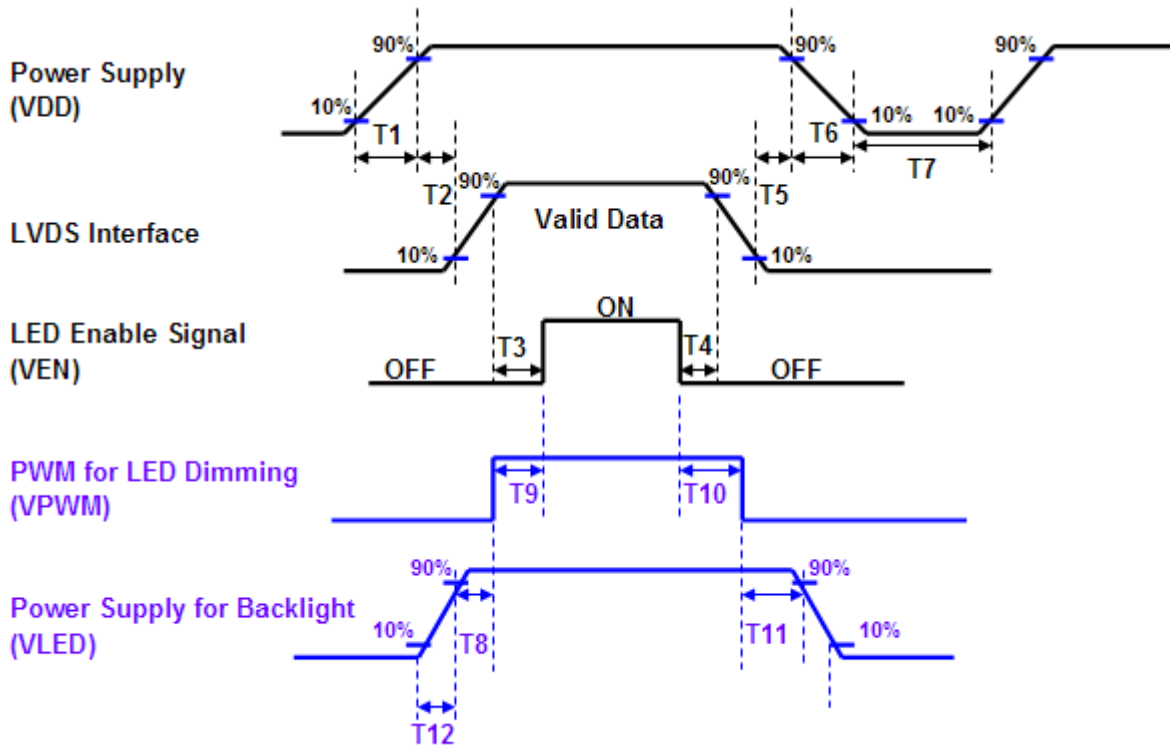 90%
90%
90%
Power Supply
(VDD)
10%
10%
10%
T1
T6
T7
90%
T2
90%
T5
Valid Data
LVDS Interface
10%
10%
ON
LED Enable Signal
(VEN)
T3
T4
OFF
OFF
PWM for LED Dimming
(VPWM)
T9
T10
90%
90%
Power Supply for Backlight
(VLED)
10%
T8
T11
10%
T12